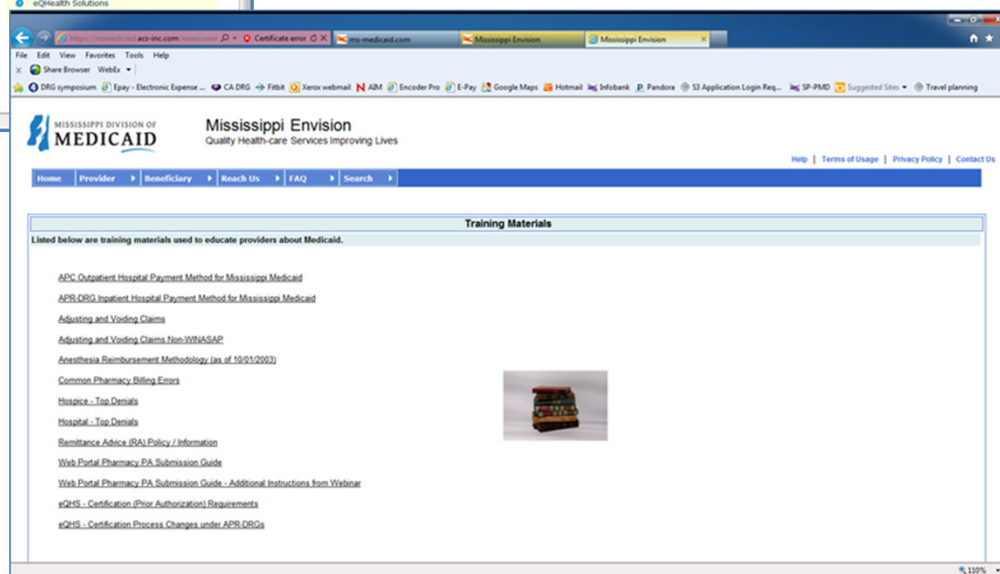 eQHealth Solutions
https://msmedicaid.acs-inc.com/msenvision/
Certificate error
ms-medicaid.com
Mississippi Envision
Mississippi Envision
File Edit View Favorites Tools Help
x Share Browser WebEx
DRG symposium Epay - Electronic Expense ... CA DRG Fitbit Xerox webmail AIM Encoder Pro E-Pay Google Maps Hotmail Infobank Pandora S3 Application Login Req... SP-PMD Suggested Sites Travel planning
MISSISSIPPI DIVISION OF
MEDICAID
Mississippi Envision
Quality Health-care Services Improving Lives
Help | Terms of Usage | Privacy Policy | Contact Us
Home Provider Beneficiary Reach Us FAQ Search
Training Materials
Listed below are training materials used to educate providers about Medicaid.
APC Outpatient Hospital Payment Method for Mississippi Medicaid
APR-DRG Inpatient Hospital Payment Method for Mississippi Medicaid
Adjusting and Voiding Claims
Adjusting and Voiding Claims Non-WINASAP
Anesthesia Reimbursement Methodology (as of 10/01/2003)
Common Pharmacy Billing Errors
Hospice - Top Denials
Hospital - Top Denials
Remittance Advice (RA) Policy / Information
Web Portal Pharmacy PA Submission Guide
Web Portal Pharmacy PA Submission Guide - Additional Instructions from Webinar
eQHS - Certification (Prior Authorization) Requirements
eQHS - Certification Process Changes under APR-DRGs
110%